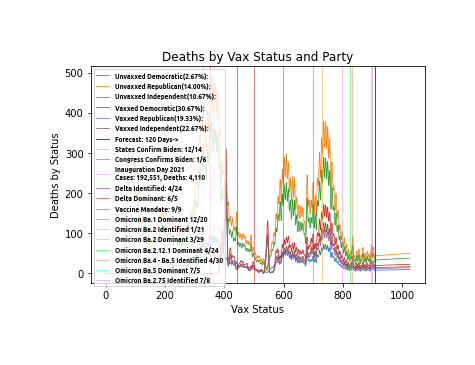 Deaths by Vax Status and Party
Deaths by Status
500
400
300
200
100
0
Unvaxxed Democratic(2.67%):
Unvaxxed Republican(14.00%):
Unvaxxed Independent(10.67%):
Vaxxed Democratic(30.67%):
Vaxxed Republican(19.33%):
Vaxxed Independent(22.67%):
Forecast: 120 Days->
States Confirm Biden: 12/14
Congress Confirms Biden: 1/6
Inauguration Day 2021
Cases: 192,551, Deaths: 4,110
Delta Identified: 4/24
Delta Dominant: 6/5
Vaccine Mandate: 9/9
Omicron Ba.1 Dominant 12/20
Omicron Ba.2 Identified 1/21
Omicron Ba.2 Dominant 3/29
Omicron Ba.2.12.1 Dominant 4/24
Omicron Ba.4 - Ba.5 Identified 4/30
Omicron Ba.5 Dominant 7/5
Omicron Ba.2.75 Identified 7/8
0 200 400 600 800 1000
Vax Status